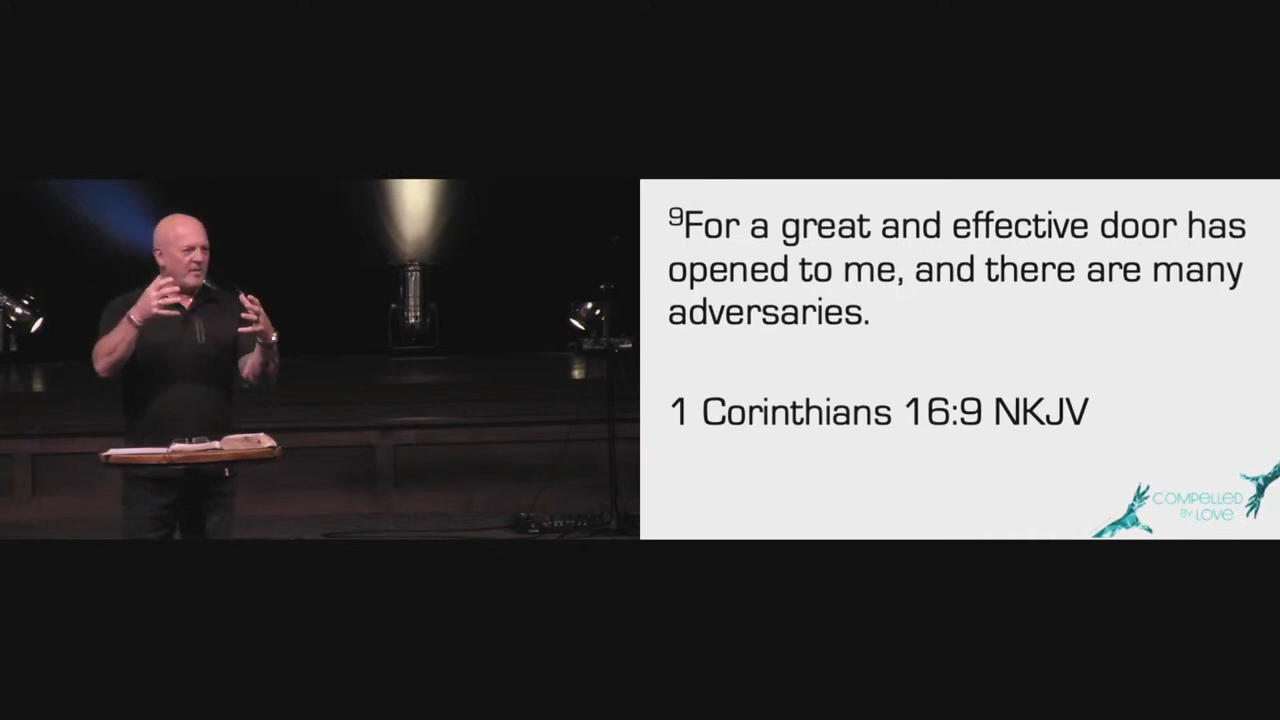 ⁹For a great and effective door has
opened to me, and there are many
adversaries.
1 Corinthians 16:9 NKJV
COMPELLED
BY LOVE